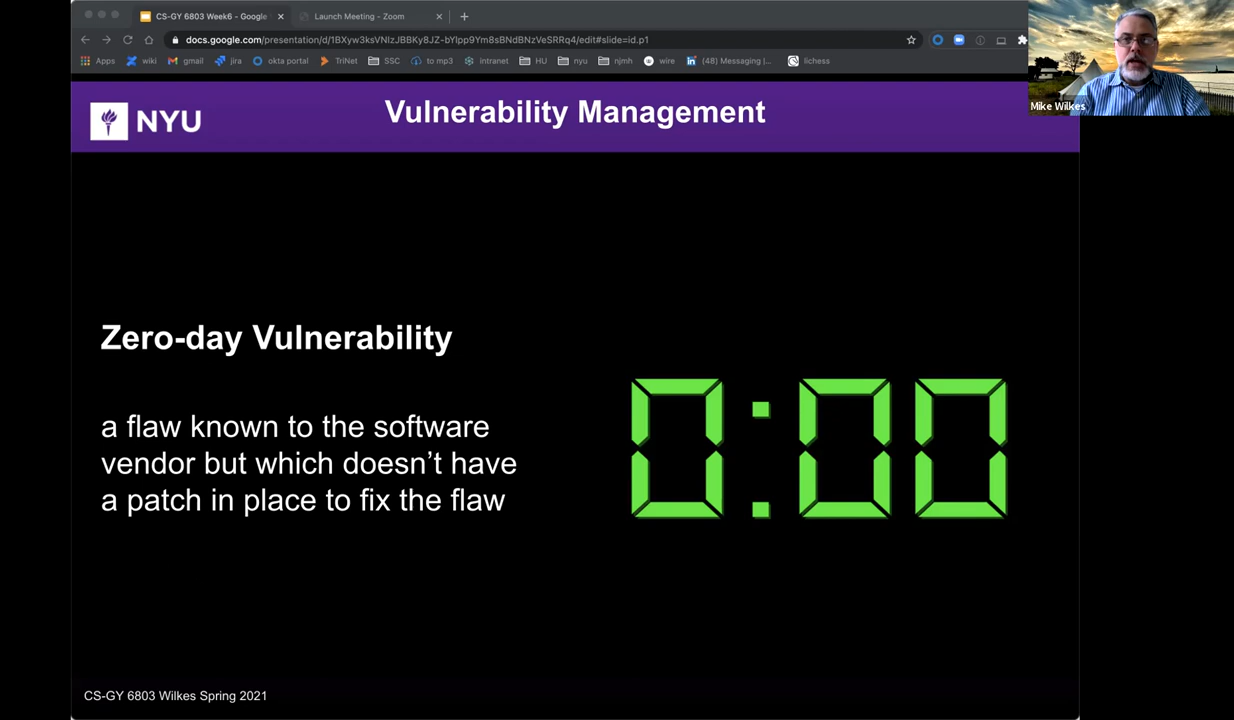 CS-GY 6803 Week6 - Google
Launch Meeting - Zoom
docs.google.com/presentation/d/1BXyw3ksVNlzJBBKy8JZ-bYlpp9Ym8sBNdBNzVeSRRq4/edit#slide=id.p1
Apps wiki gmail jira okta portal TriNet SSC to mp3 intranet HU nyu njmh wire (48) Messaging |... lichess
Mike Wilkes
NYU
Vulnerability Management
Zero-day Vulnerability
a flaw known to the software
vendor but which doesn't have
a patch in place to fix the flaw
0:00
CS-GY 6803 Wilkes Spring 2021